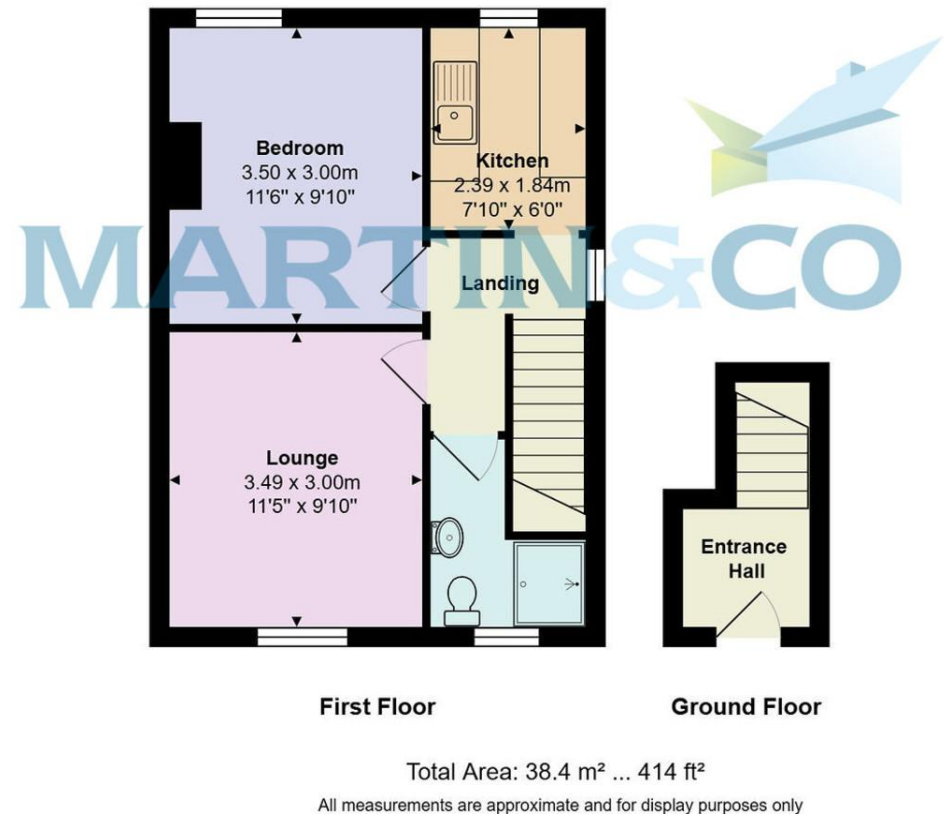 Bedroom
3.50 x 3.00m
11'6" x 9'10"
Kitchen
2.39 x 1.84m
7'10" x 6'0"
MARTIN&CO
Landing
Lounge
3.49 x 3.00m
11'5" x 9'10"
Entrance
Hall
First Floor
Ground Floor
Total Area: 38.4 m² ... 414 ft²
All measurements are approximate and for display purposes only